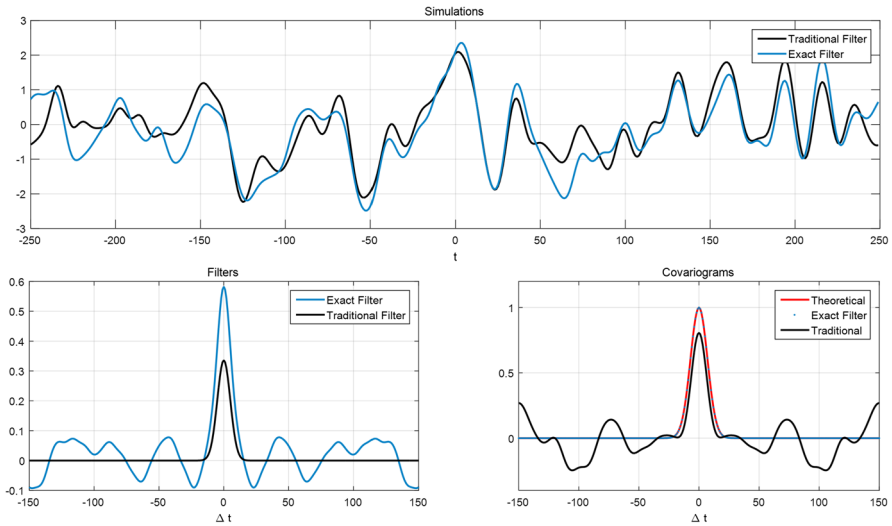 Simulations
3
2
1
0
-1
-2
-3
Traditional Filter
Exact Filter
-250 -200 -150 -100 -50 0 50 100 150 200 250
t
Filters
0.6
0.5
0.4
0.3
0.2
0.1
0
-0.1
Exact Filter
Traditional Filter
-150 -100 -50 0 50 100 150
Δ t
Covariograms
1
0.5
0
Theoretical
Exact Filter
Traditional
-150 -100 -50 0 50 100 150
Δ t